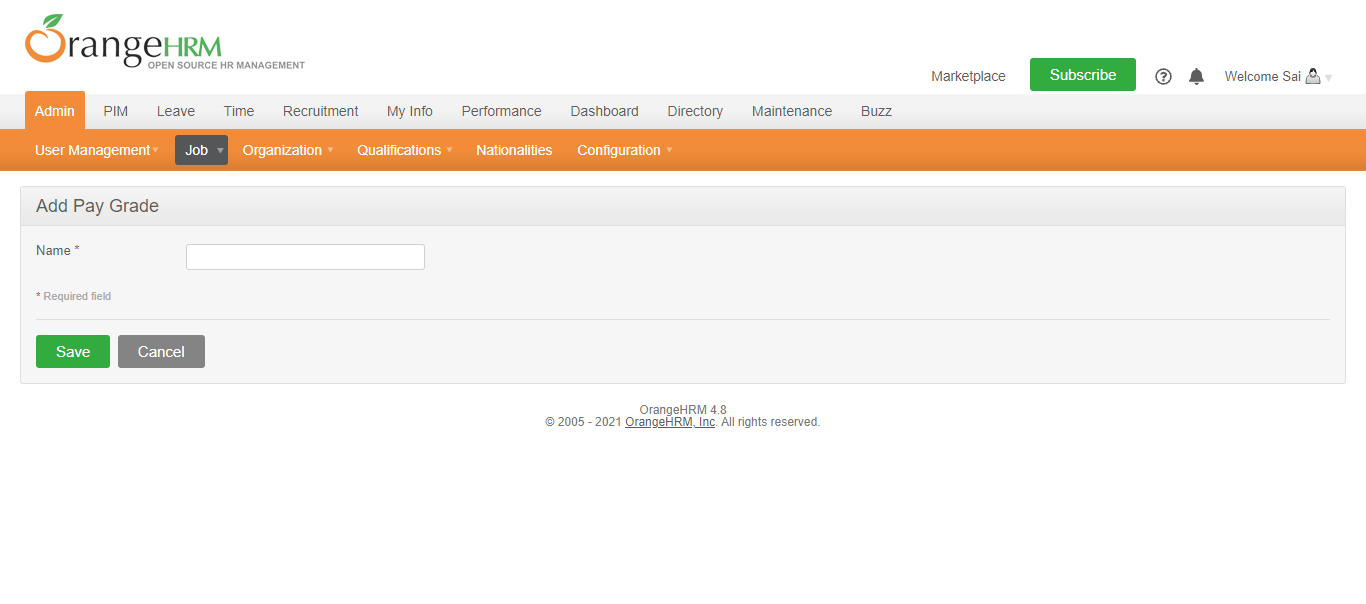 OrangeHRM
OPEN SOURCE HR MANAGEMENT
Marketplace Subscribe ? Welcome Sai
Admin PIM Leave Time Recruitment My Info Performance Dashboard Directory Maintenance Buzz
User Management Job Organization Qualifications Nationalities Configuration
Add Pay Grade
Name *
* Required field
Save Cancel
OrangeHRM 4.8
© 2005 - 2021 OrangeHRM, Inc. All rights reserved.